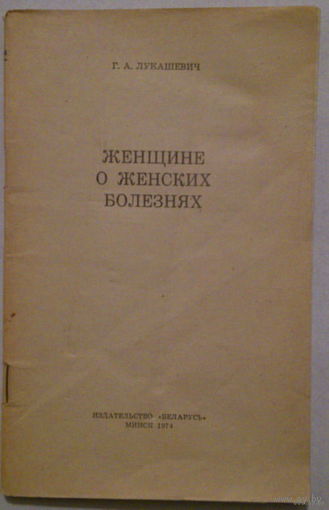 Г. А. ЛУКАШЕВИЧ
ЖЕНЩИНЕ
О ЖЕНСКИХ
БОЛЕЗНЯХ
ИЗДАТЕЛЬСТВО «БЕЛАРУСЬ»
МИНСК 1974